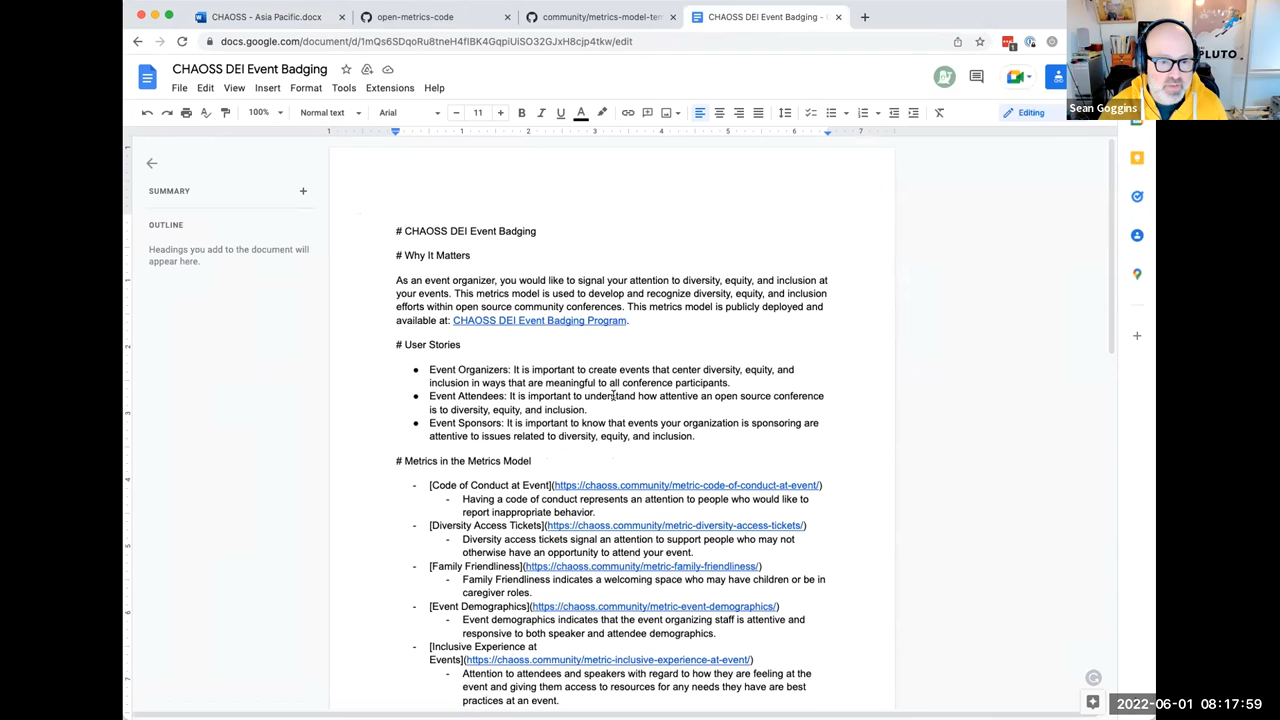 CHAOSS - Asia Pacific.docx
open-metrics-code
community/metrics-model-tem
CHAOSS DEI Event Badging -
docs.google.com/document/d/1mQs6SDqoRu8tneH4fIBK4GqpiUiSO32GJxH8cjp4tkw/edit
CHAOSS DEI Event Badging
File Edit View Insert Format Tools Extensions Help
100% Normal text Arial 11 Editing
PLUTO
Sean Goggins
1 1 2 3 4 5 6 7
SUMMARY
OUTLINE
Headings you add to the document will
appear here.
# CHAOSS DEI Event Badging
# Why It Matters
As an event organizer, you would like to signal your attention to diversity, equity, and inclusion at
your events. This metrics model is used to develop and recognize diversity, equity, and inclusion
efforts within open source community conferences. This metrics model is publicly deployed and
available at: CHAOSS DEI Event Badging Program.
# User Stories
● Event Organizers: It is important to create events that center diversity, equity, and
inclusion in ways that are meaningful to all conference participants.
● Event Attendees: It is important to understand how attentive an open source conference
is to diversity, equity, and inclusion.
● Event Sponsors: It is important to know that events your organization is sponsoring are
attentive to issues related to diversity, equity, and inclusion.
# Metrics in the Metrics Model
- [Code of Conduct at Event](https://chaoss.community/metric-code-of-conduct-at-event/)
- Having a code of conduct represents an attention to people who would like to
report inappropriate behavior.
- [Diversity Access Tickets](https://chaoss.community/metric-diversity-access-tickets/)
- Diversity access tickets signal an attention to support people who may not
otherwise have an opportunity to attend your event.
- [Family Friendliness](https://chaoss.community/metric-family-friendliness/)
- Family Friendliness indicates a welcoming space who may have children or be in
caregiver roles.
- [Event Demographics](https://chaoss.community/metric-event-demographics/)
- Event demographics indicates that the event organizing staff is attentive and
responsive to both speaker and attendee demographics.
- [Inclusive Experience at
Events](https://chaoss.community/metric-inclusive-experience-at-event/)
- Attention to attendees and speakers with regard to how they are feeling at the
event and giving them access to resources for any needs they have are best
practices at an event.
2022-06-01 08:17:59